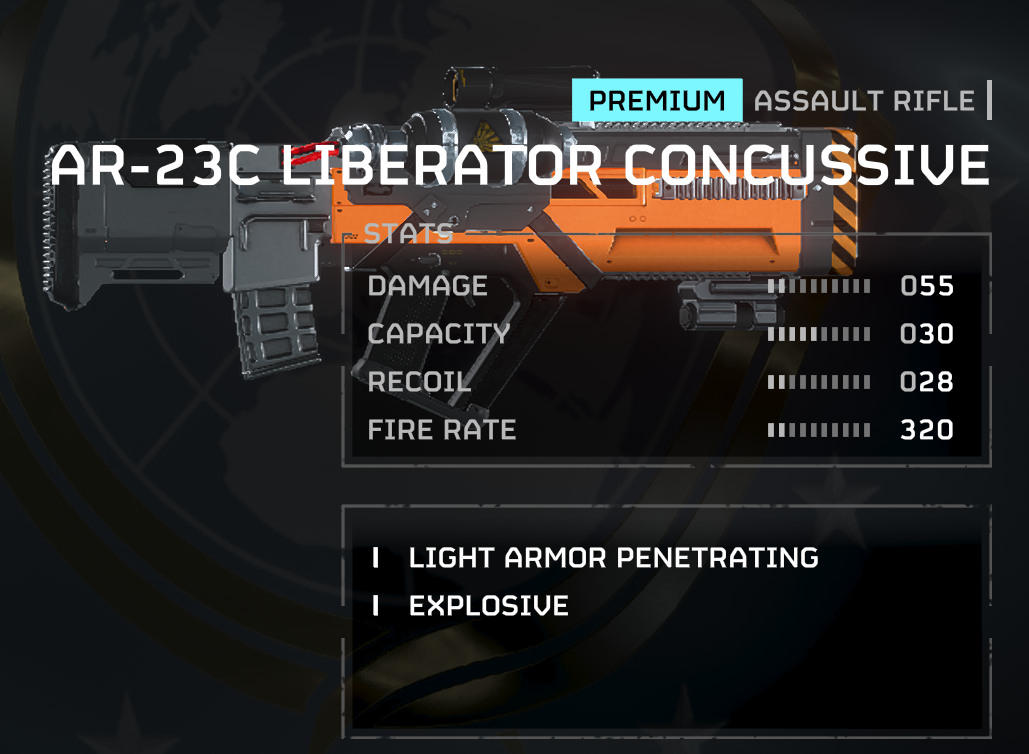 PREMIUM ASSAULT RIFLE
AR-23C LIBERATOR CONCUSSIVE
STATS
DAMAGE 055
CAPACITY 030
RECOIL 028
FIRE RATE 320
LIGHT ARMOR PENETRATING
EXPLOSIVE